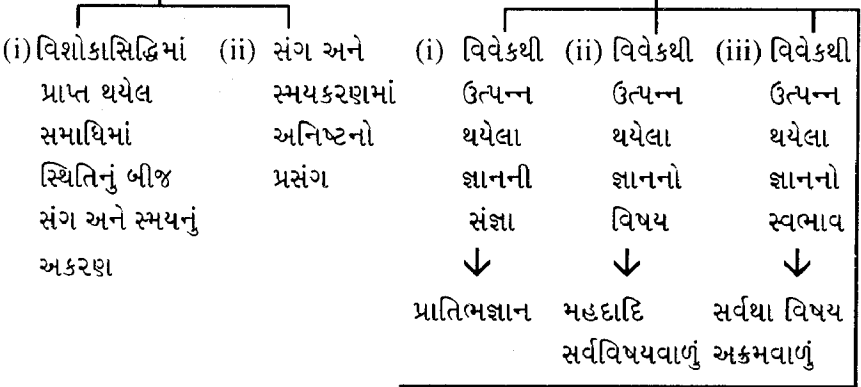 (i) વિશોકાસિદ્ધિમાં
પ્રાપ્ત થયેલ
સમાધિમાં
સ્થિતિનું બીજ
સંગ અને સ્મયનું
અકરણ
(ii) સંગ અને
સ્મયકરણમાં
અનિષ્ટનો
પ્રસંગ
(i) વિવેકથી
ઉત્પન્ન
થયેલા
જ્ઞાનની
સંજ્ઞા
↓
પ્રાતિભજ્ઞાન
(ii) વિવેકથી
ઉત્પન્ન
થયેલા
જ્ઞાનનો
વિષય
↓
મહદાદિ
સર્વવિષયવાળું
(iii) વિવેકથી
ઉત્પન્ન
થયેલા
જ્ઞાનનો
સ્વભાવ
↓
સર્વથા વિષય
અક્રમવાળું